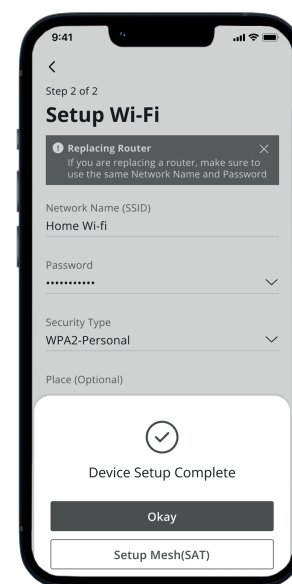 9:41
Step 2 of 2
Setup Wi-Fi
Replacing Router
If you are replacing a router, make sure to
use the same Network Name and Password
Network Name (SSID)
Home Wi-fi
Password
•••••••••••
Security Type
WPA2-Personal
Place (Optional)
Device Setup Complete
Okay
Setup Mesh(SAT)